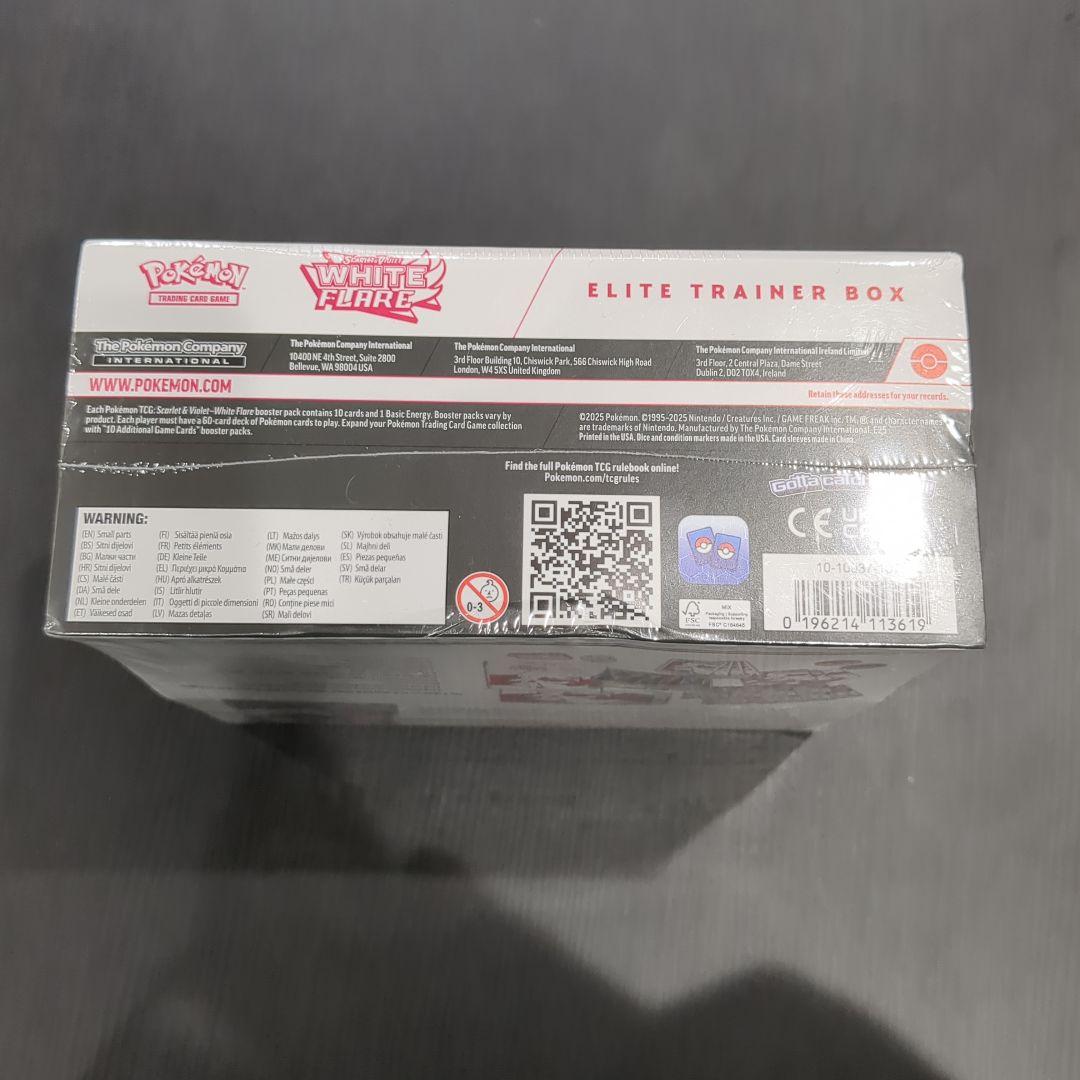 POKéMON
TRADING CARD GAME
SCARLET & VIOLET
WHITE
FLARE
ELITE TRAINER BOX
The Pokémon Company
INTERNATIONAL
The Pokémon Company International
10400 NE 4th Street, Suite 2800
Bellevue, WA 98004 USA
The Pokémon Company International
3rd Floor Building 10, Chiswick Park, 566 Chiswick High Road
London, W4 5XS United Kingdom
The Pokémon Company International Ireland Limited
3rd Floor, 2 Central Plaza, Dame Street
Dublin 2, D02 T0X4, Ireland
WWW.POKEMON.COM
Retain these addresses for your records.
Each Pokémon TCG: Scarlet & Violet—White Flare booster pack contains 10 cards and 1 Basic Energy. Booster packs vary by
product. Each player must have a 60-card deck of Pokémon cards to play. Expand your Pokémon Trading Card Game collection
with "10 Additional Game Cards" booster packs.
©2025 Pokémon. ©1995–2025 Nintendo / Creatures Inc. / GAME FREAK inc. TM, ®, and character names
are trademarks of Nintendo. Manufactured by The Pokémon Company International. E25
Printed in the USA. Dice and condition markers made in the USA. Card sleeves made in China.
Find the full Pokémon TCG rulebook online!
Pokemon.com/tcgrules
Gotta catch
WARNING:
(EN) Small parts
(BS) Sitni dijelovi
(BG) Малки части
(HR) Sitni dijelovi
(CS) Malé části
(DA) Små dele
(NL) Kleine onderdelen
(ET) Väikesed osad
(FI) Sisältää pieniä osia
(FR) Petits éléments
(DE) Kleine Teile
(EL) Περιέχει μικρά Κομμάτια
(HU) Apró alkatrészek
(IS) Litlir hlutir
(IT) Oggetti di piccole dimensioni
(LV) Mazas detaļas
(LT) Mažos dalys
(MK) Мали делови
(ME) Ситни дијелови
(NO) Små deler
(PL) Małe części
(PT) Peças pequenas
(RO) Conține piese mici
(SR) Mali delovi
(SK) Výrobok obsahuje malé časti
(SL) Majhni deli
(ES) Piezas pequeñas
(SV) Små delar
(TR) Küçük parçaları
0-3
CE
FSC
MIX
Packaging | Supporting
responsible forestry
0 196214 113619